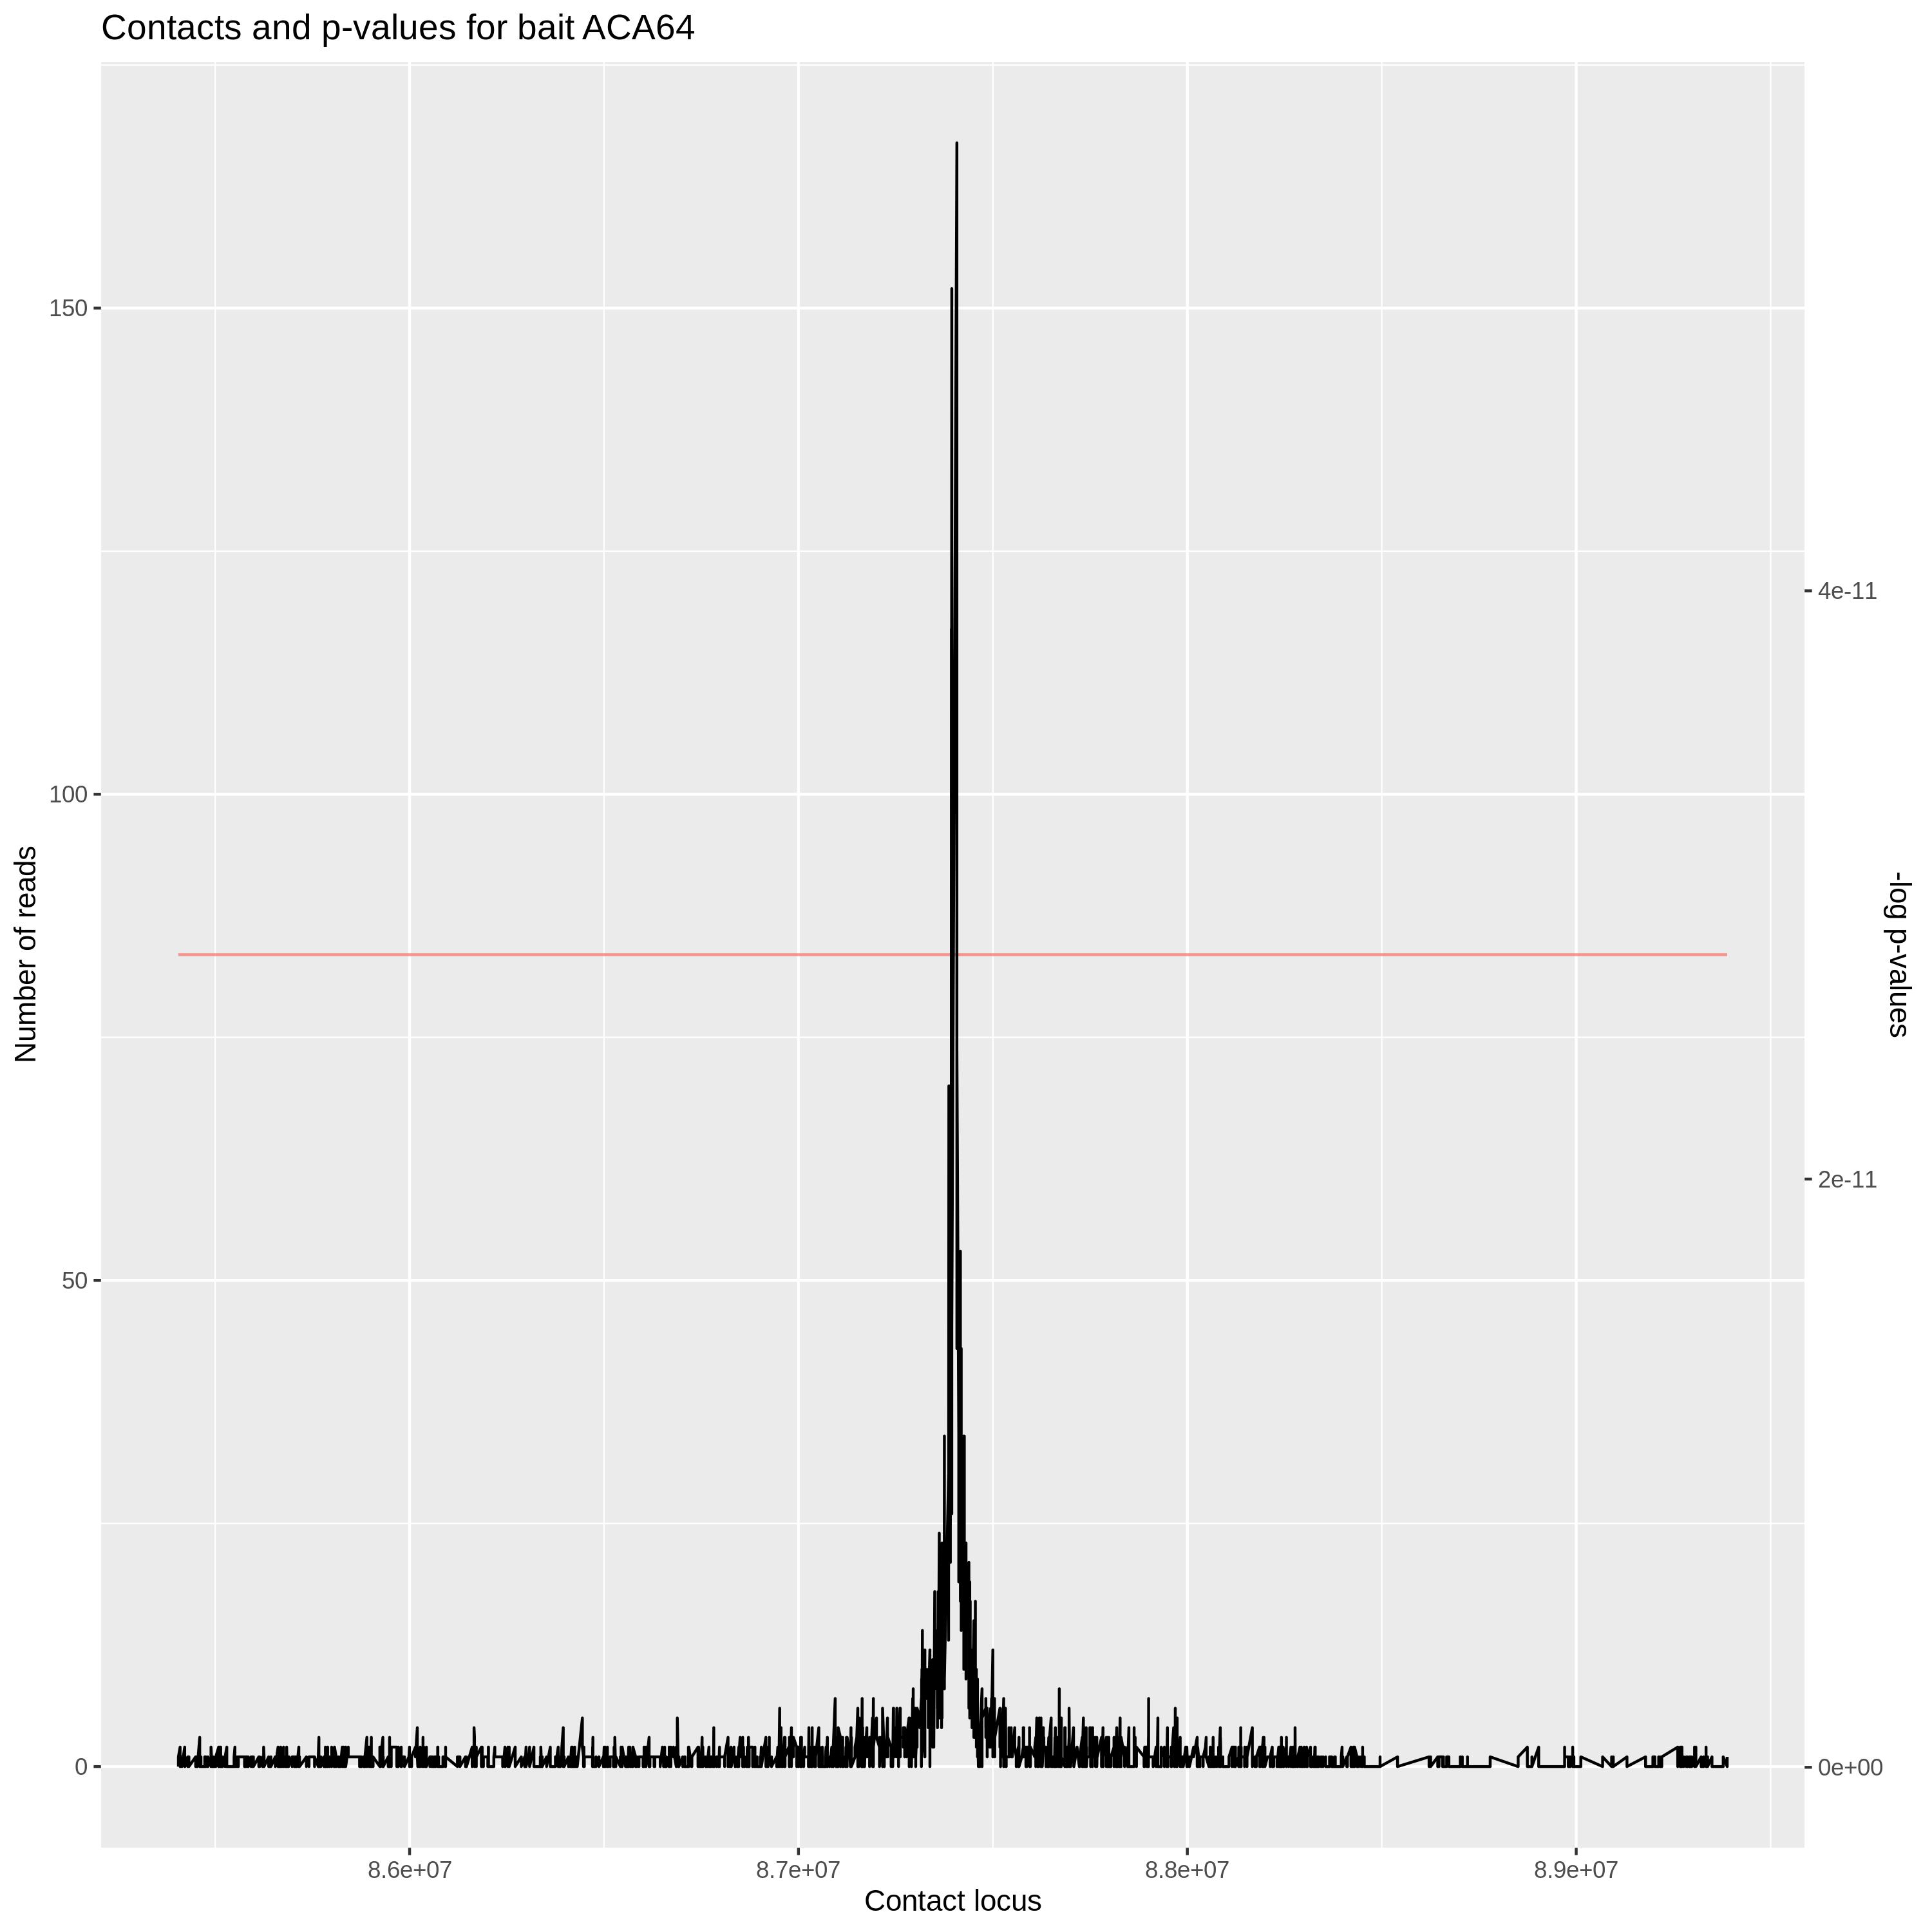 Contacts and p-values for bait ACA64
Number of reads
150
100
50
0
4e-11
2e-11
0e+00
-log p-values
8.6e+07
8.7e+07
8.8e+07
8.9e+07
Contact locus